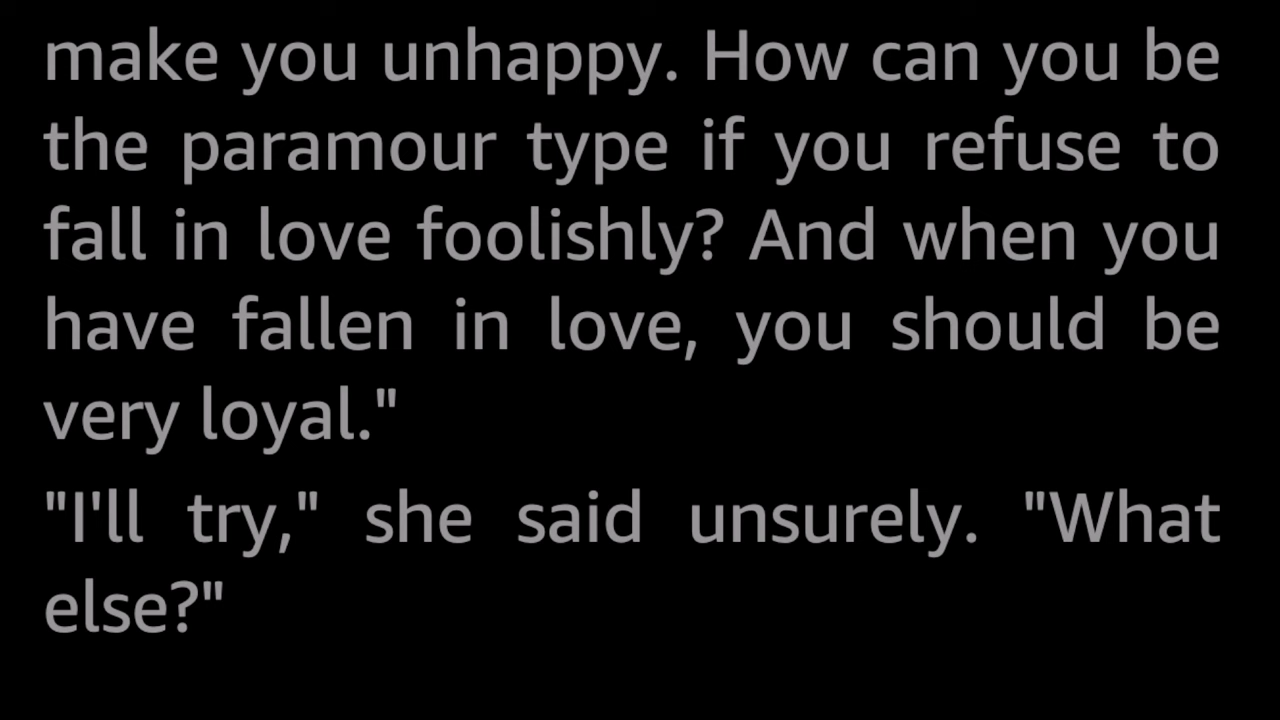 make you unhappy. How can you be
the paramour type if you refuse to
fall in love foolishly? And when you
have fallen in love, you should be
very loyal."
"I'll try," she said unsurely. "What
else?"